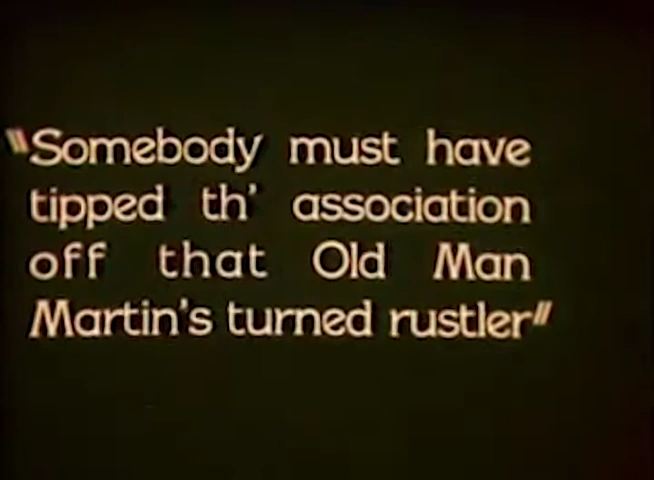 "Somebody must have
tipped th' association
off that Old Man
Martin's turned rustler"